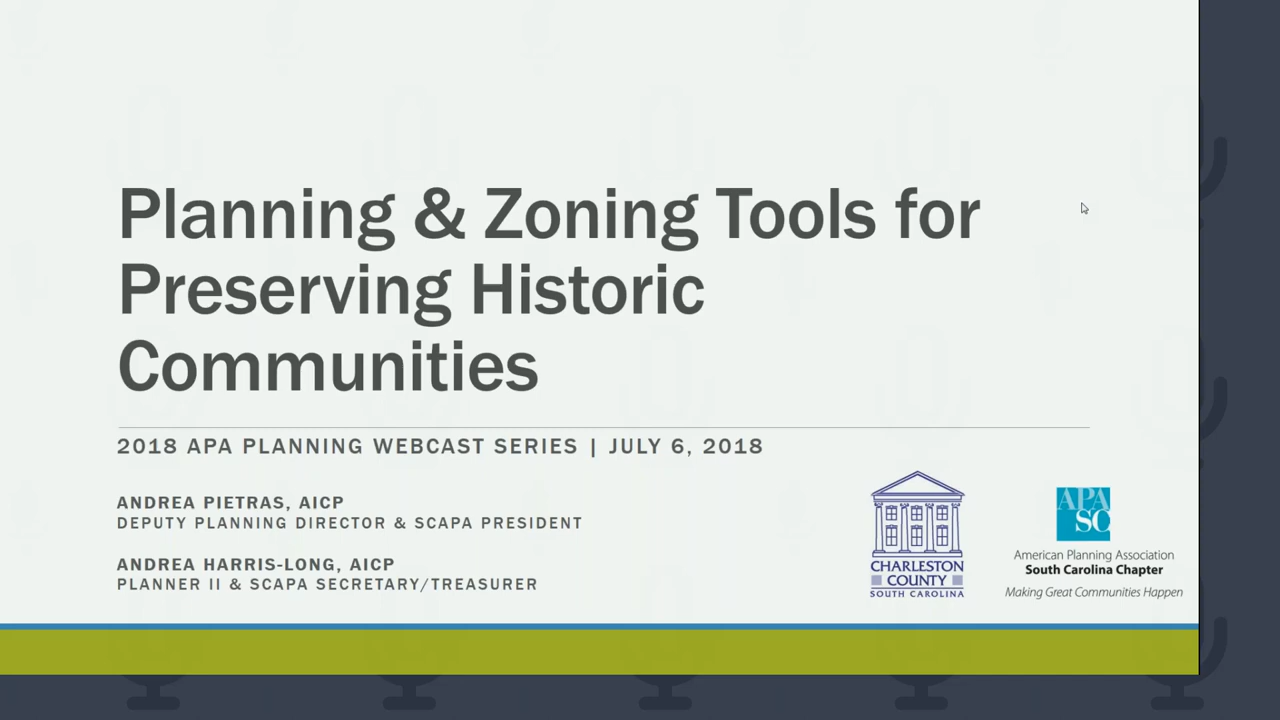 Planning & Zoning Tools for
Preserving Historic
Communities
2018 APA PLANNING WEBCAST SERIES | JULY 6, 2018
ANDREA PIETRAS, AICP
DEPUTY PLANNING DIRECTOR & SCAPA PRESIDENT
ANDREA HARRIS-LONG, AICP
PLANNER II & SCAPA SECRETARY/TREASURER
CHARLESTON
COUNTY
SOUTH CAROLINA
APA
SC
American Planning Association
South Carolina Chapter
Making Great Communities Happen